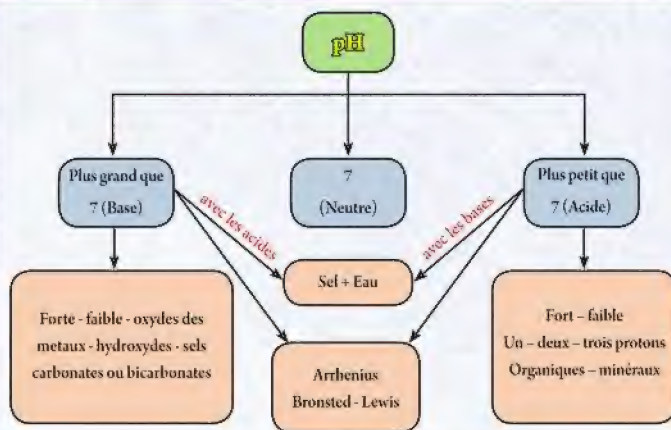 pH
Plus grand que
7 (Base)
7
(Neutre)
Plus petit que
7 (Acide)
avec les acides
avec les bases
Sel + Eau
Forte - faible - oxydes des
metaux - hydroxydes - sels
carbonates ou bicarbonates
Arrhenius
Bronsted - Lewis
Fort – faible
Un – deux – trois protons
Organiques – minéraux